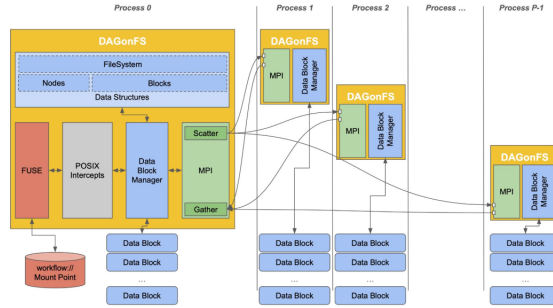 Process 0
Process 1
Process 2
Process ...
Process P-1
DAGonFS
FileSystem
Nodes
Blocks
Data Structures
FUSE
POSIX
Intercepts
Data
Block
Manager
Scatter
MPI
Gather
workflow://
Mount Point
Data Block
Data Block
...
Data Block
DAGonFS
MPI
Data Block
Manager
Data Block
Data Block
...
Data Block
DAGonFS
MPI
Data Block
Manager
Data Block
Data Block
...
Data Block
DAGonFS
MPI
Data Block
Manager
Data Block
Data Block
...
Data Block